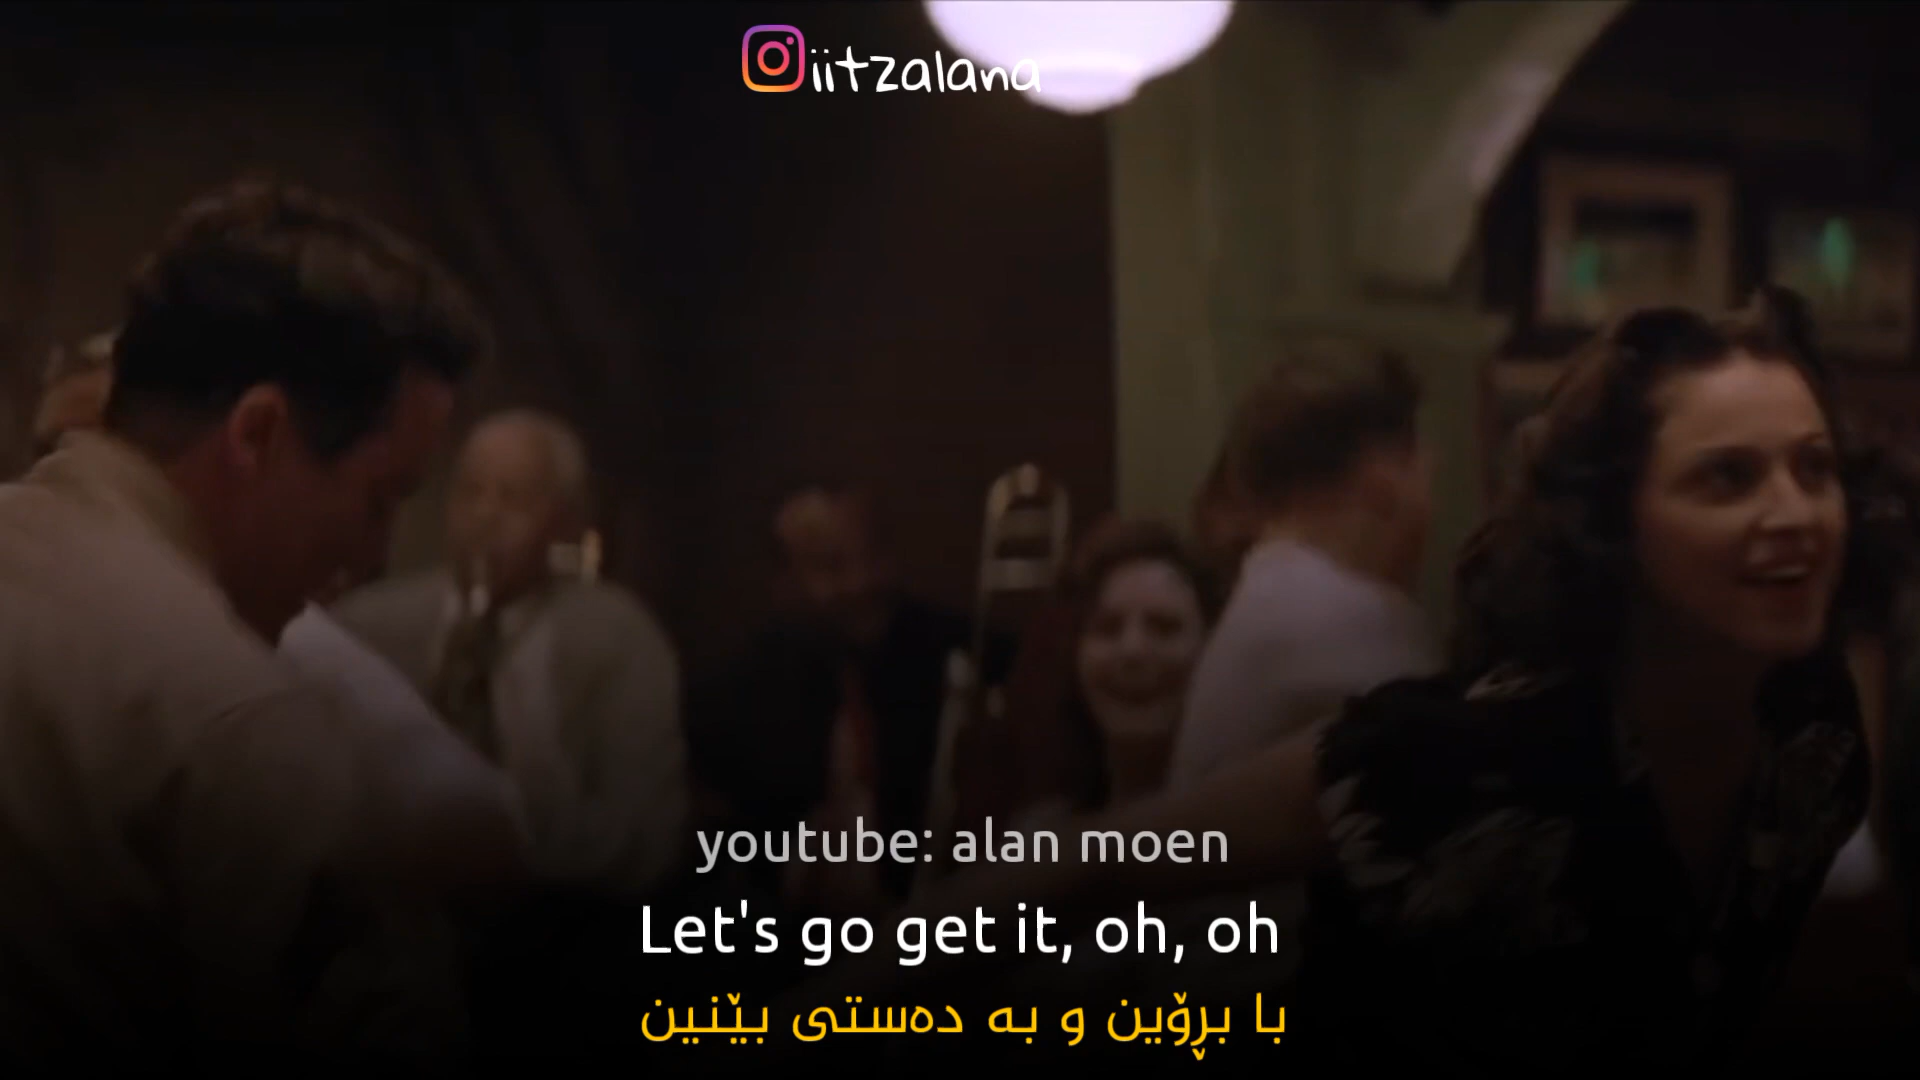 iitzalana
youtube: alan moen
Let's go get it, oh, oh
با بڕۆین و بە دەستی بێنین